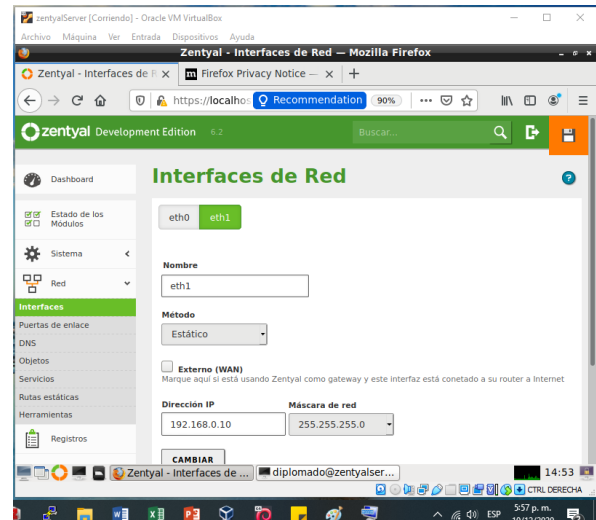 zentyalServer [Corriendo] - Oracle VM VirtualBox
Archivo Máquina Ver Entrada Dispositivos Ayuda
Zentyal - Interfaces de Red — Mozilla Firefox
Zentyal - Interfaces de R
Firefox Privacy Notice —
https://localhos Recommendation 90%
zentyal Development Edition 6.2 Buscar...
Dashboard
Estado de los
Módulos
Sistema
Red
Interfaces
Puertas de enlace
DNS
Objetos
Servicios
Rutas estáticas
Herramientas
Registros
Interfaces de Red
eth0 eth1
Nombre
eth1
Método
Estático
Externo (WAN)
Marque aquí si está usando Zentyal como gateway y este interfaz está conetado a su router a Internet
Dirección IP Máscara de red
192.168.0.10 255.255.255.0
CAMBIAR
Zentyal - Interfaces de ... diplomado@zentyalser... 14:53
CTRL DERECHA
ESP 5:57 p. m.